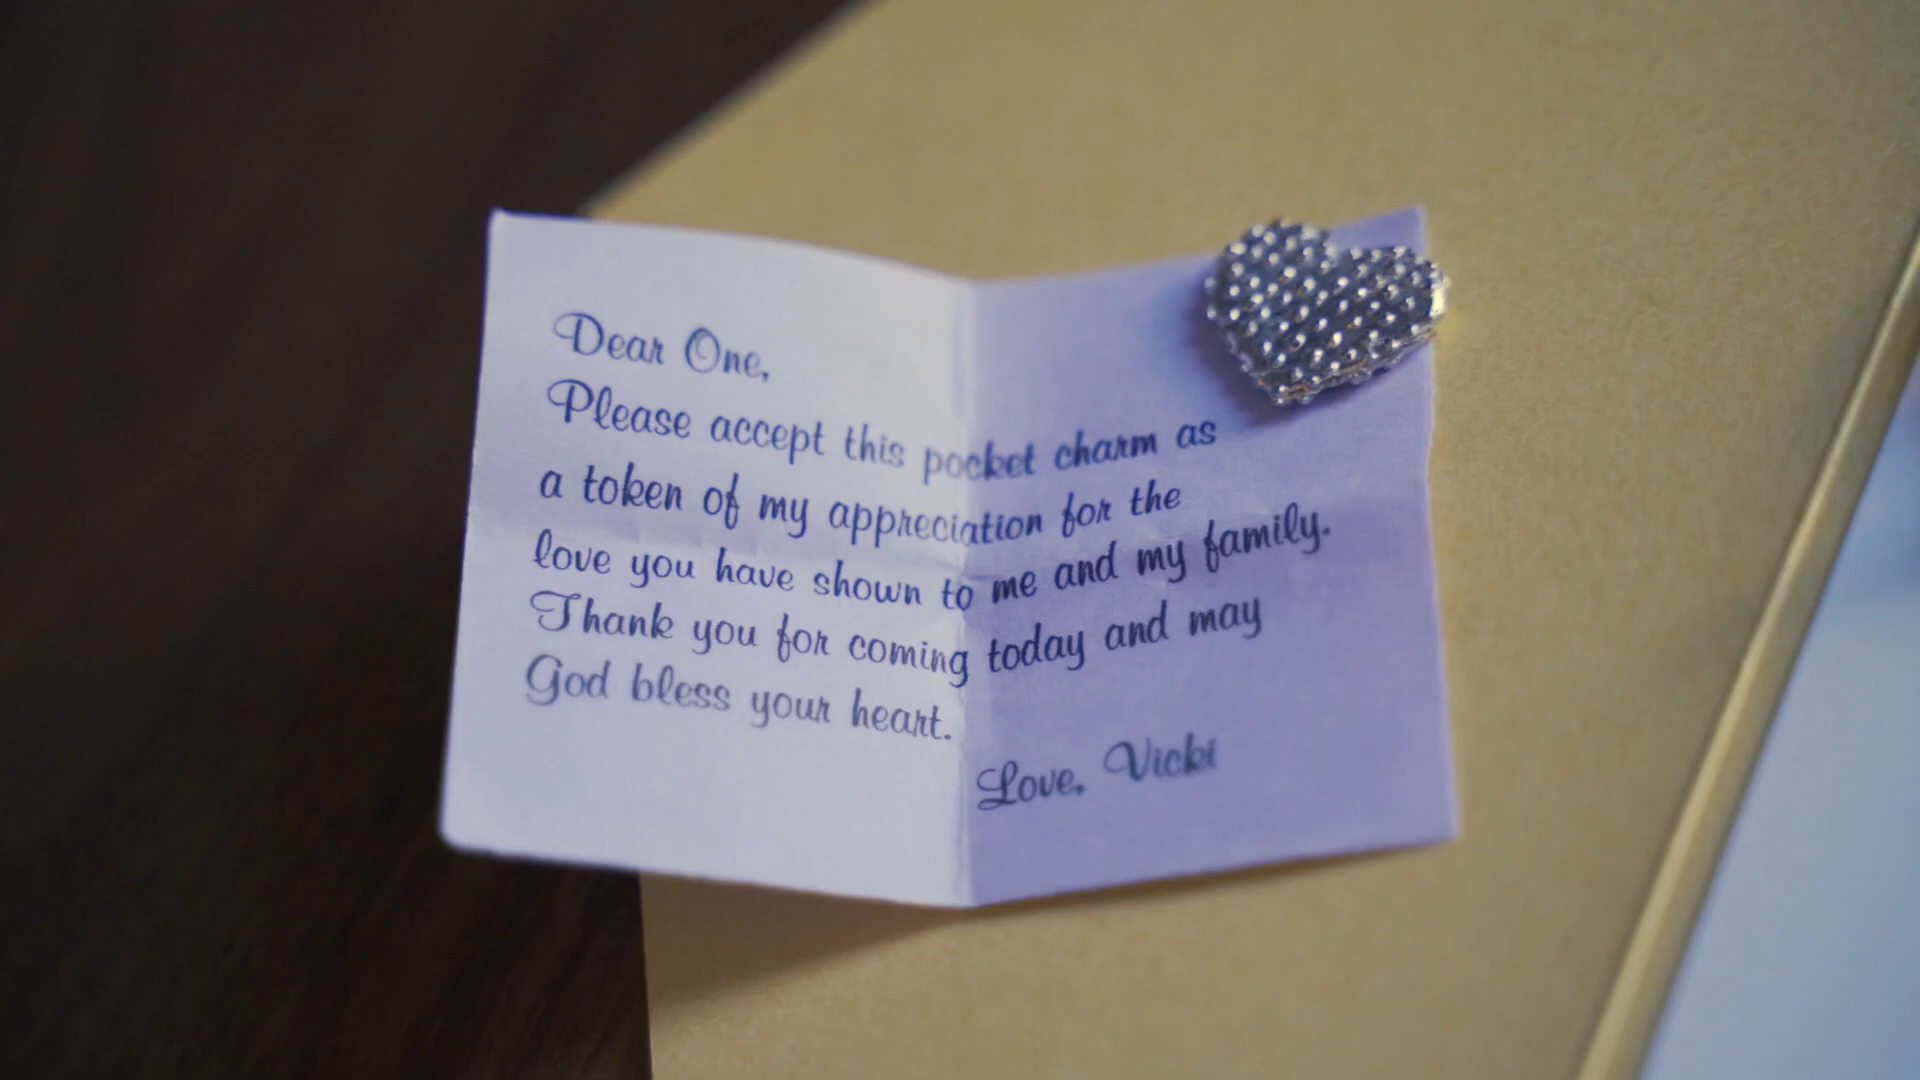 Dear One,
Please accept this pocket charm as
a token of my appreciation for the
love you have shown to me and my family.
Thank you for coming today and may
God bless your heart.
Love, Vicki